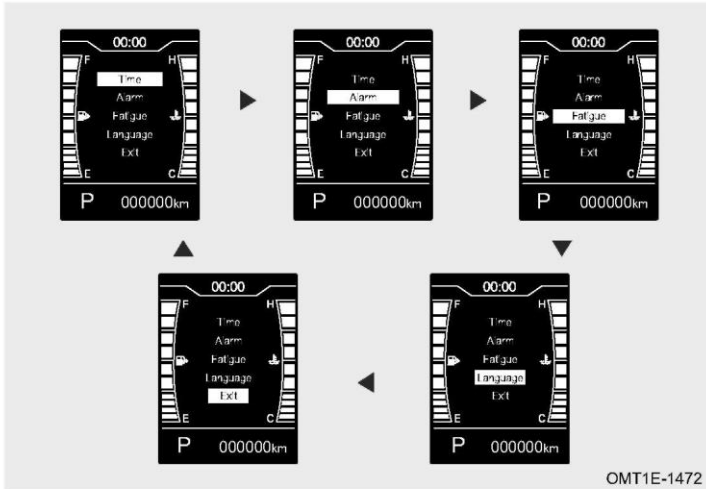 00:00
F H
Time
Alarm
Fatigue
Language
Exit
E C
P 000000km
00:00
F H
Time
Alarm
Fatigue
Language
Exit
E C
P 000000km
00:00
F H
Time
Alarm
Fatigue
Language
Exit
E C
P 000000km
00:00
F H
Time
Alarm
Fatigue
Language
Exit
E C
P 000000km
00:00
F H
Time
Alarm
Fatigue
Language
Exit
E C
P 000000km
OMT1E-1472